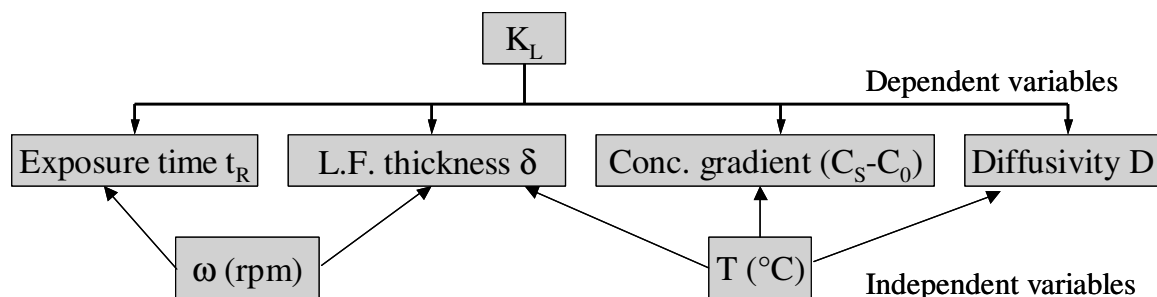 K_L
Dependent variables
Exposure time t_R
L.F. thickness δ
Conc. gradient (C_S-C_0)
Diffusivity D
ω (rpm)
T (°C)
Independent variables